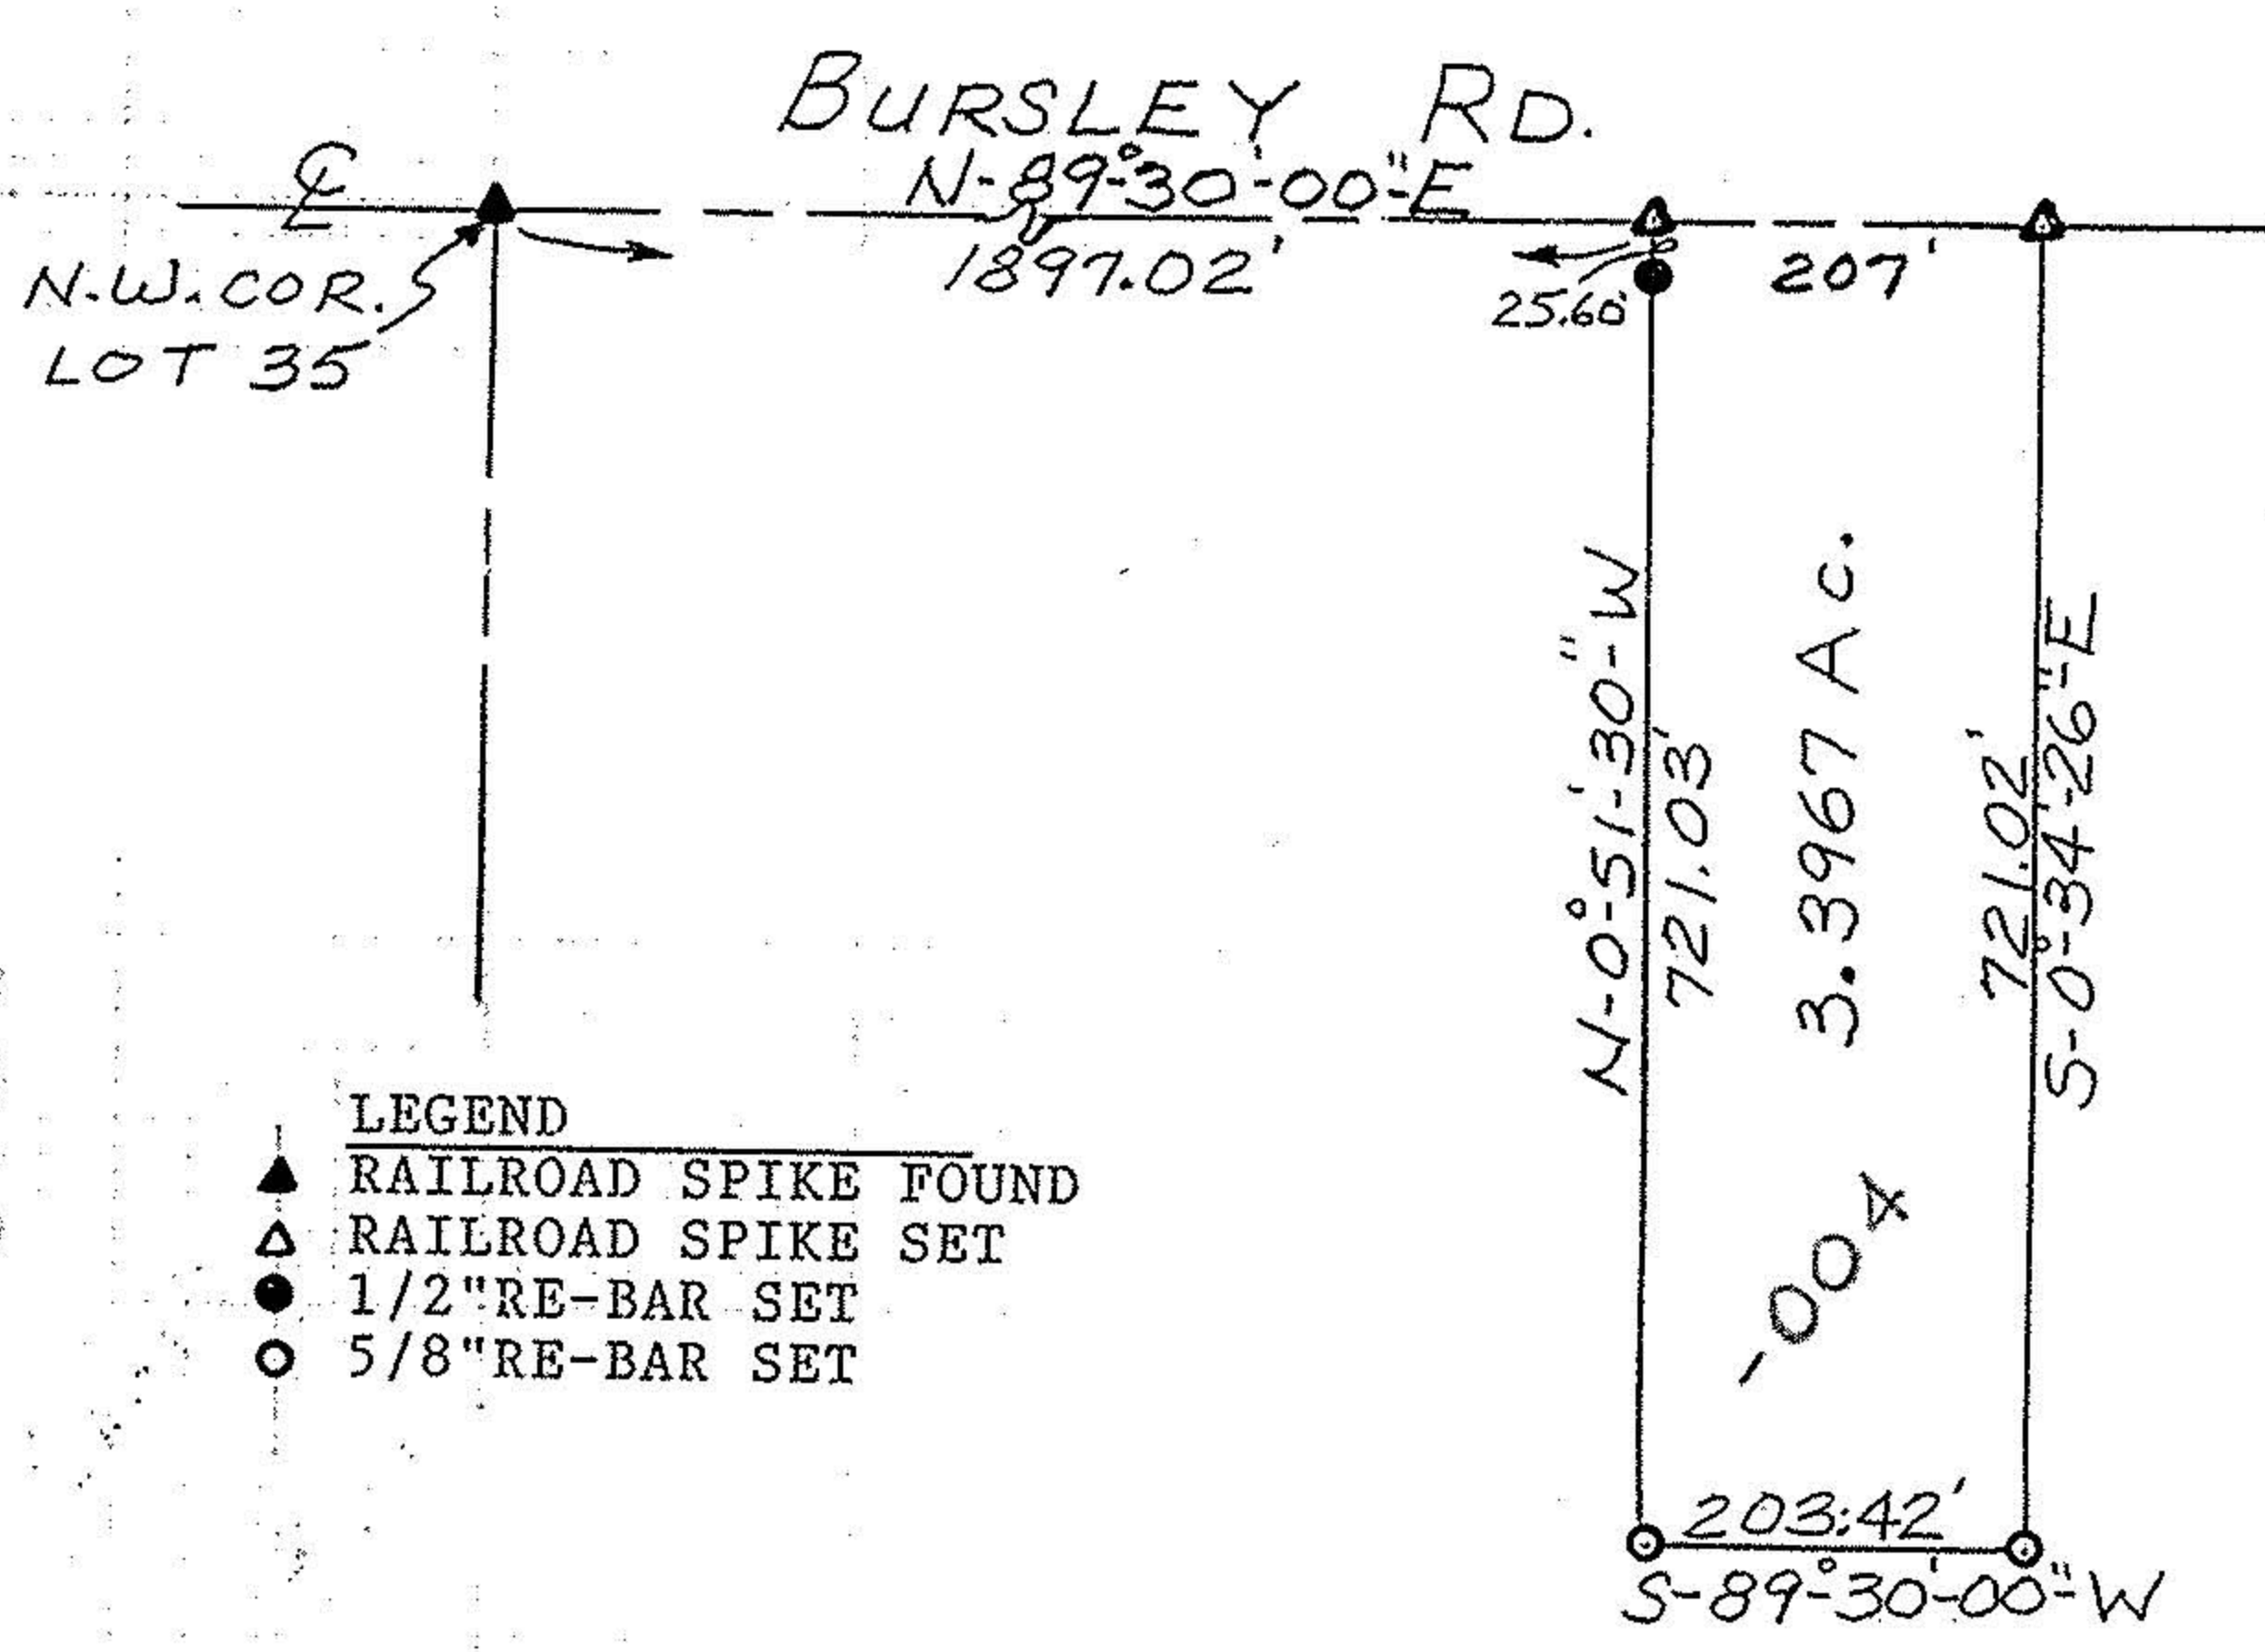 BURSLEY RD.
N-89°-30'-00"-E
℄
1897.02'
207'
25.60'
N.W. COR.
LOT 35
N-0°-51'-30"-W
721.03'
3.3967 Ac.
721.02'
S-0°-34'-26"-E
-004
203.42'
S-89°-30'-00"-W
LEGEND
RAILROAD SPIKE FOUND
RAILROAD SPIKE SET
1/2"RE-BAR SET
5/8"RE-BAR SET